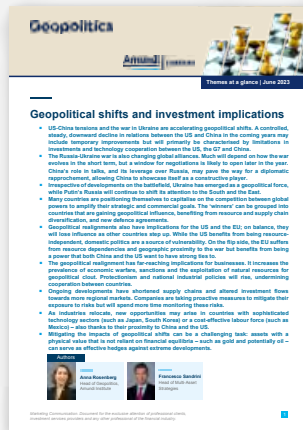 Geopolitics
Amundi
Themes at a glance | June 2023
Geopolitical shifts and investment implications
US-China tensions and the war in Ukraine are accelerating geopolitical shifts. A controlled,
steady, downward decline in relations between the US and China in the coming years may
include temporary improvements but will primarily be characterised by limitations in
investments and technology cooperation between the US, the G7 and China.
The Russia-Ukraine war is also changing global alliances. Much will depend on how the war
evolves in the short term, but a window for negotiations is likely to open later in the year.
China's role in talks, and its leverage over Russia, may pave the way for a diplomatic
rapprochement, allowing China to showcase itself as a constructive player.
Irrespective of developments on the battlefield, Ukraine has emerged as a geopolitical force,
while Putin's Russia will continue to shift its attention to the South and the East.
Many countries are positioning themselves to capitalise on the competition between global
powers to amplify their strategic and commercial goals. The 'winners' can be grouped into
countries that are gaining geopolitical influence, benefiting from resource and supply chain
diversification, and new defence agreements.
Geopolitical realignments also have implications for the US and the EU; on balance, they
will lose influence as other countries step up. While the US benefits from being resource-
independent, domestic politics are a source of vulnerability. On the flip side, the EU suffers
from resource dependencies and geographic proximity to the war but benefits from being
a power that both China and the US want to have strong ties to.
The geopolitical realignment has far-reaching implications for businesses. It increases the
prevalence of economic warfare, sanctions and the exploitation of natural resources for
geopolitical clout. Protectionism and national industrial policies will rise, undermining
cooperation between countries.
Ongoing developments have shortened supply chains and altered investment flows
towards more regional markets. Companies are taking proactive measures to mitigate their
exposure to risks but will spend more time monitoring these risks.
As industries relocate, new opportunities may arise in countries with sophisticated
technology sectors (such as Japan, South Korea) or a cost-effective labour force (such as
Mexico) – also thanks to their proximity to China and the US.
Mitigating the impacts of geopolitical shifts can be a challenging task: assets with a
physical value that is not reliant on financial equilibria – such as gold and potentially oil –
can serve as effective hedges against extreme developments.
Authors
Anna Rosenberg
Head of Geopolitics,
Amundi Institute
Francesco Sandrini
Head of Multi-Asset
Strategies
Marketing Communication. Document for the exclusive attention of professional clients,
investment services providers and any other professional of the financial industry
1